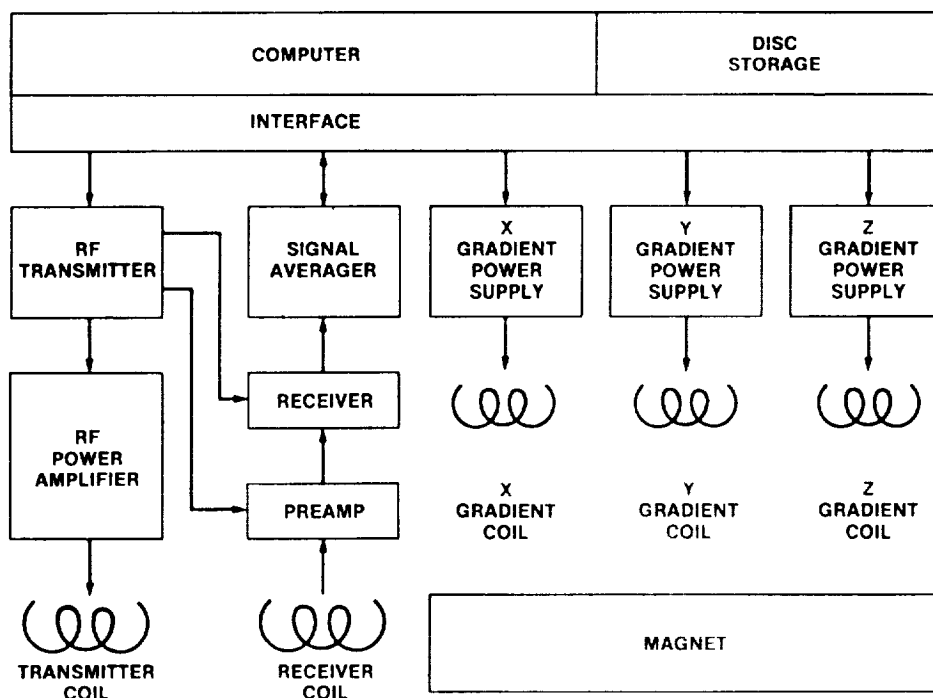 COMPUTER
DISC
STORAGE
INTERFACE
RF
TRANSMITTER
SIGNAL
AVERAGER
X
GRADIENT
POWER
SUPPLY
Y
GRADIENT
POWER
SUPPLY
Z
GRADIENT
POWER
SUPPLY
RF
POWER
AMPLIFIER
RECEIVER
PREAMP
X
GRADIENT
COIL
Y
GRADIENT
COIL
Z
GRADIENT
COIL
TRANSMITTER
COIL
RECEIVER
COIL
MAGNET